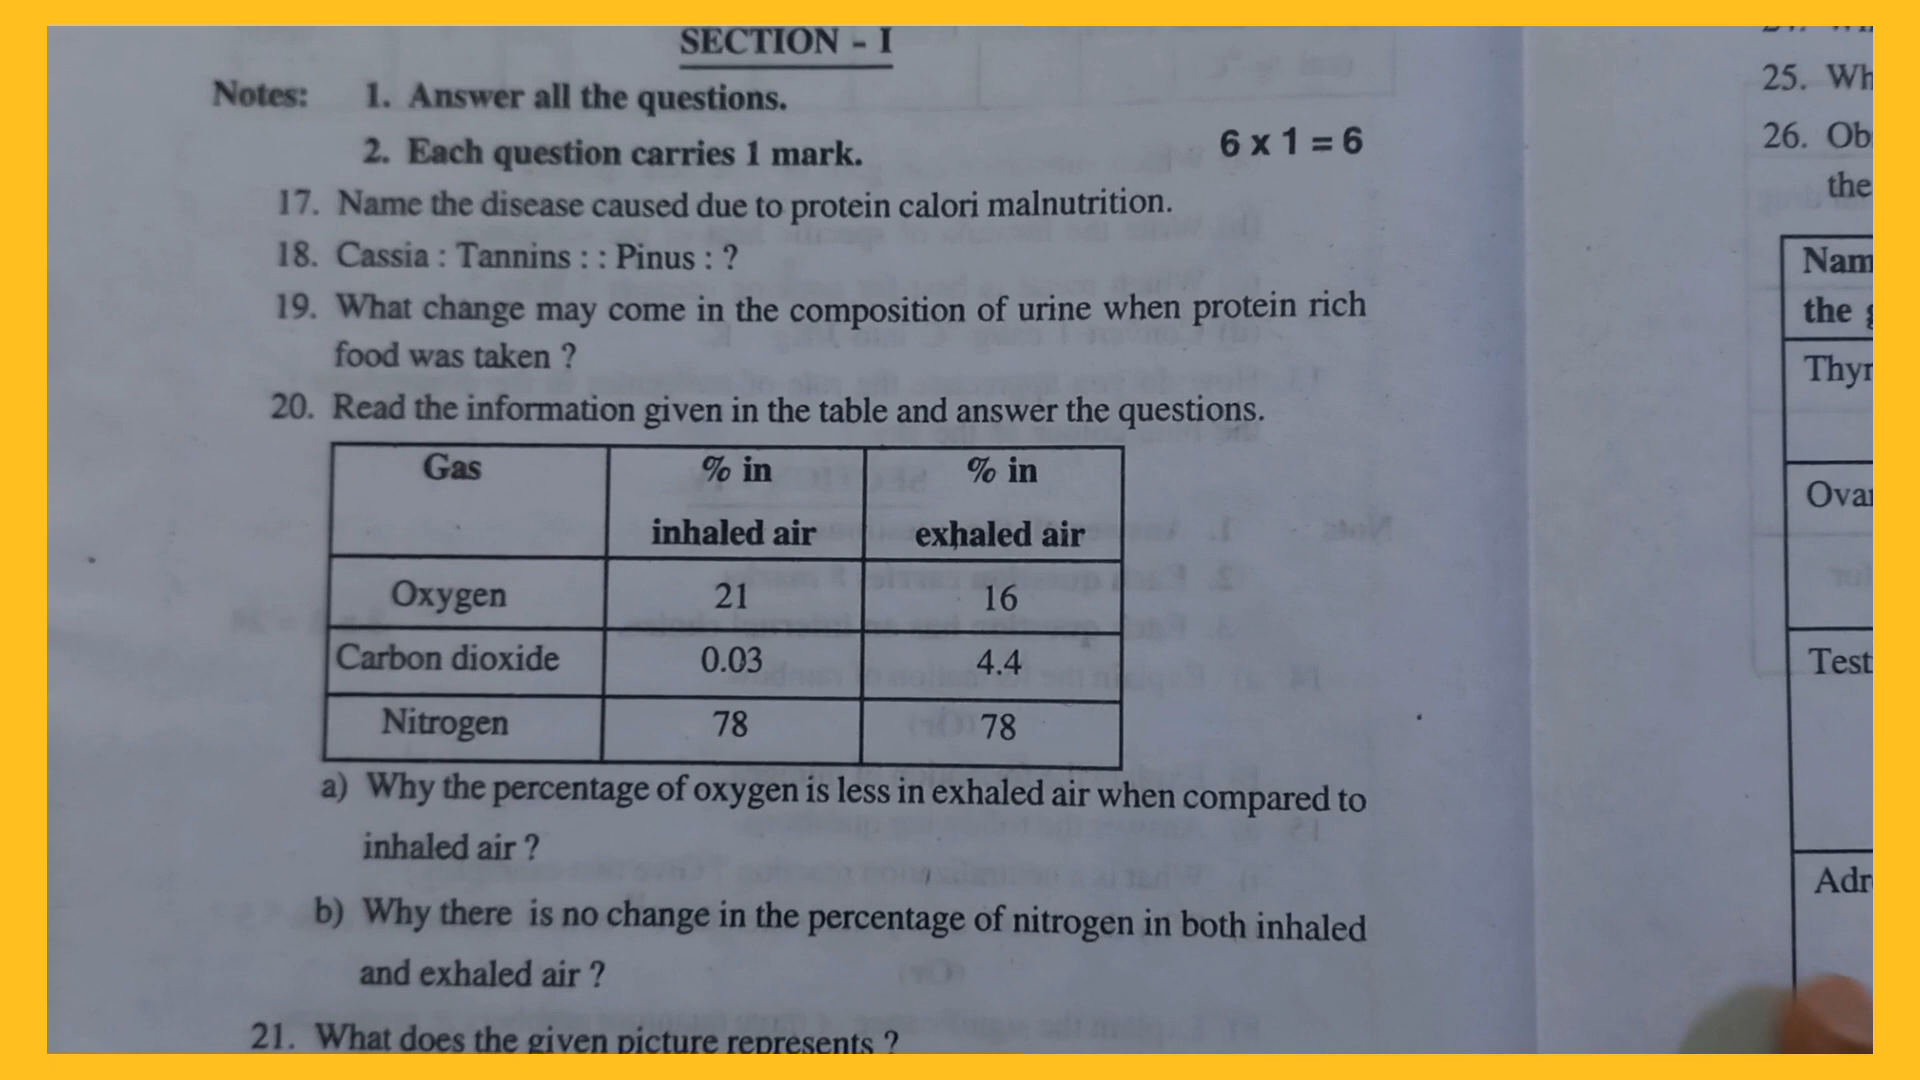 SECTION - I
Notes: 1. Answer all the questions.
2. Each question carries 1 mark. 6 x 1 = 6
17. Name the disease caused due to protein calori malnutrition.
18. Cassia : Tannins : : Pinus : ?
19. What change may come in the composition of urine when protein rich
food was taken ?
20. Read the information given in the table and answer the questions.
Gas % in % in
inhaled air exhaled air
Oxygen 21 16
Carbon dioxide 0.03 4.4
Nitrogen 78 78
a) Why the percentage of oxygen is less in exhaled air when compared to
inhaled air ?
b) Why there is no change in the percentage of nitrogen in both inhaled
and exhaled air ?
21. What does the given picture represents ?
25. Wh
26. Ob
the
Nam
the
Thyr
Ovar
Test
Adr